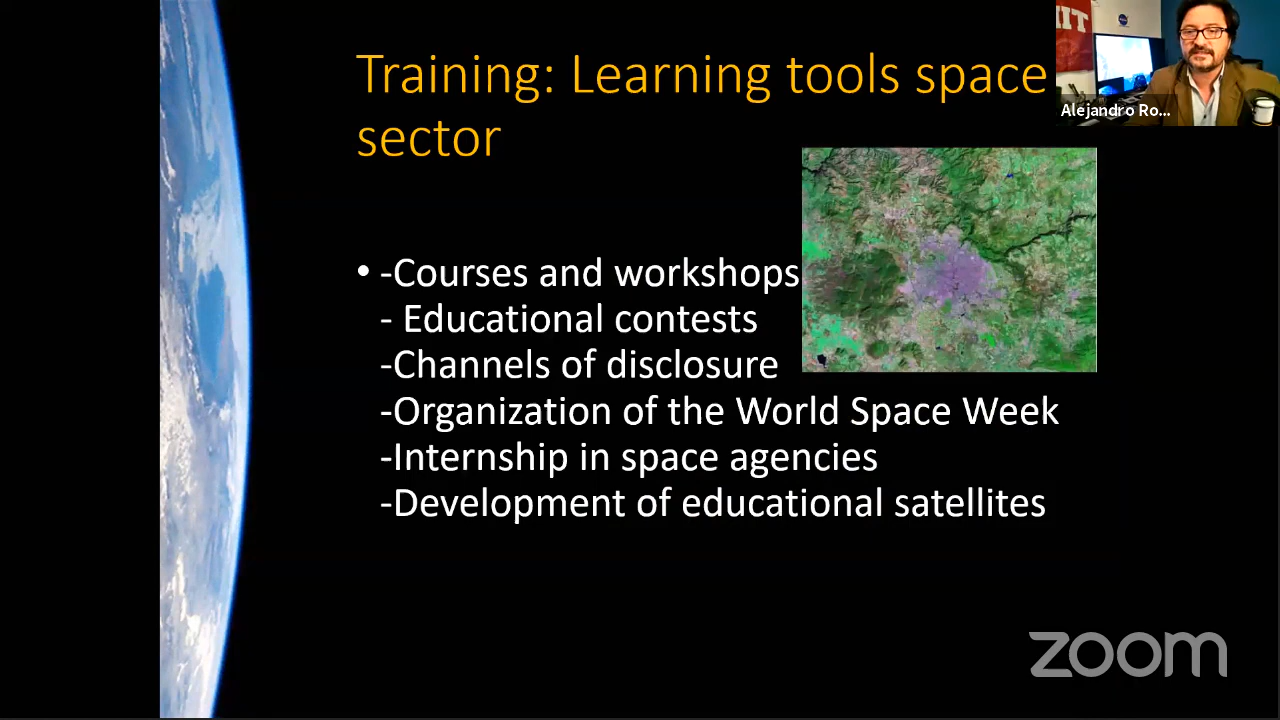 Training: Learning tools space
sector
• -Courses and workshops
- Educational contests
-Channels of disclosure
-Organization of the World Space Week
-Internship in space agencies
-Development of educational satellites
Alejandro Ro...
zoom